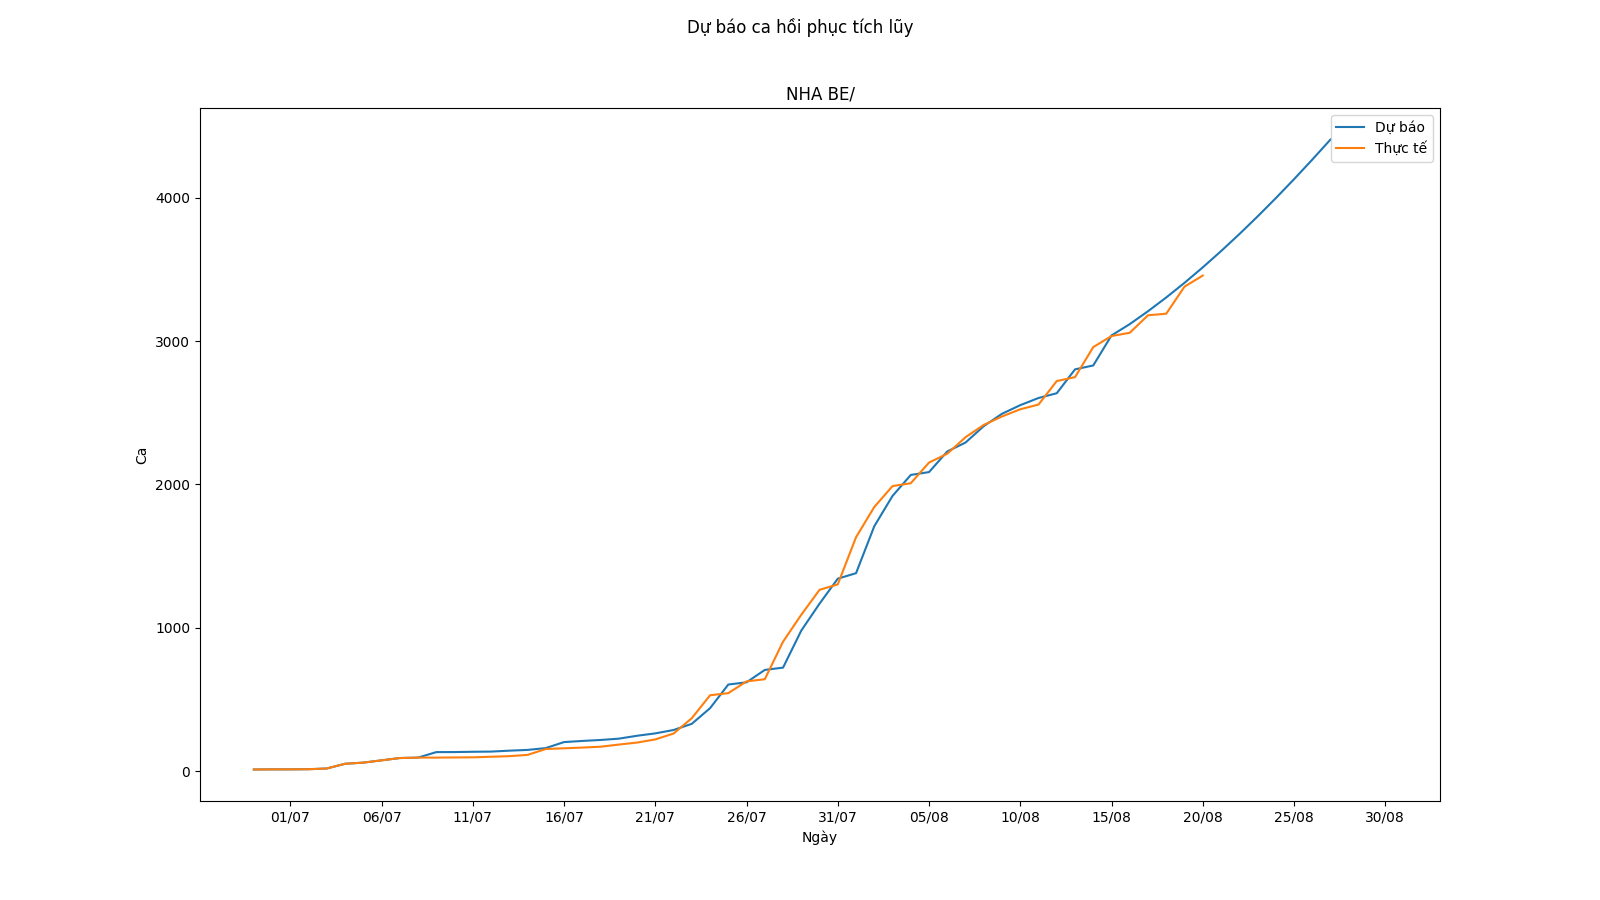 Dự báo ca hồi phục tích lũy
NHA BE/
Dự báo
Thực tế
4000
3000
2000
1000
0
Ca
01/07 06/07 11/07 16/07 21/07 26/07 31/07 05/08 10/08 15/08 20/08 25/08 30/08
Ngày